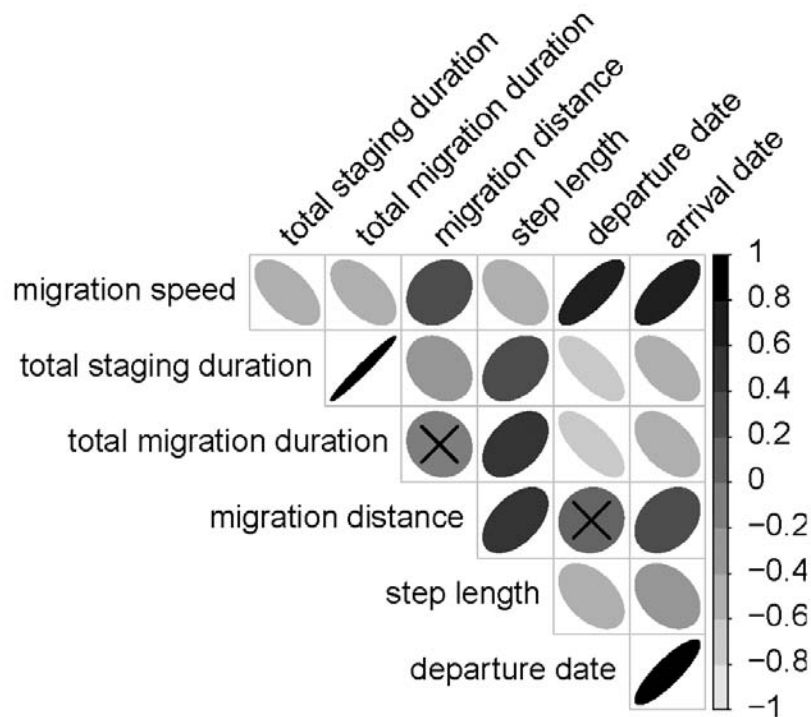 total staging duration
total migration duration
migration distance
step length
departure date
arrival date
migration speed
total staging duration
total migration duration
migration distance
step length
departure date
1
0.8
0.6
0.4
0.2
0
−0.2
−0.4
−0.6
−0.8
−1